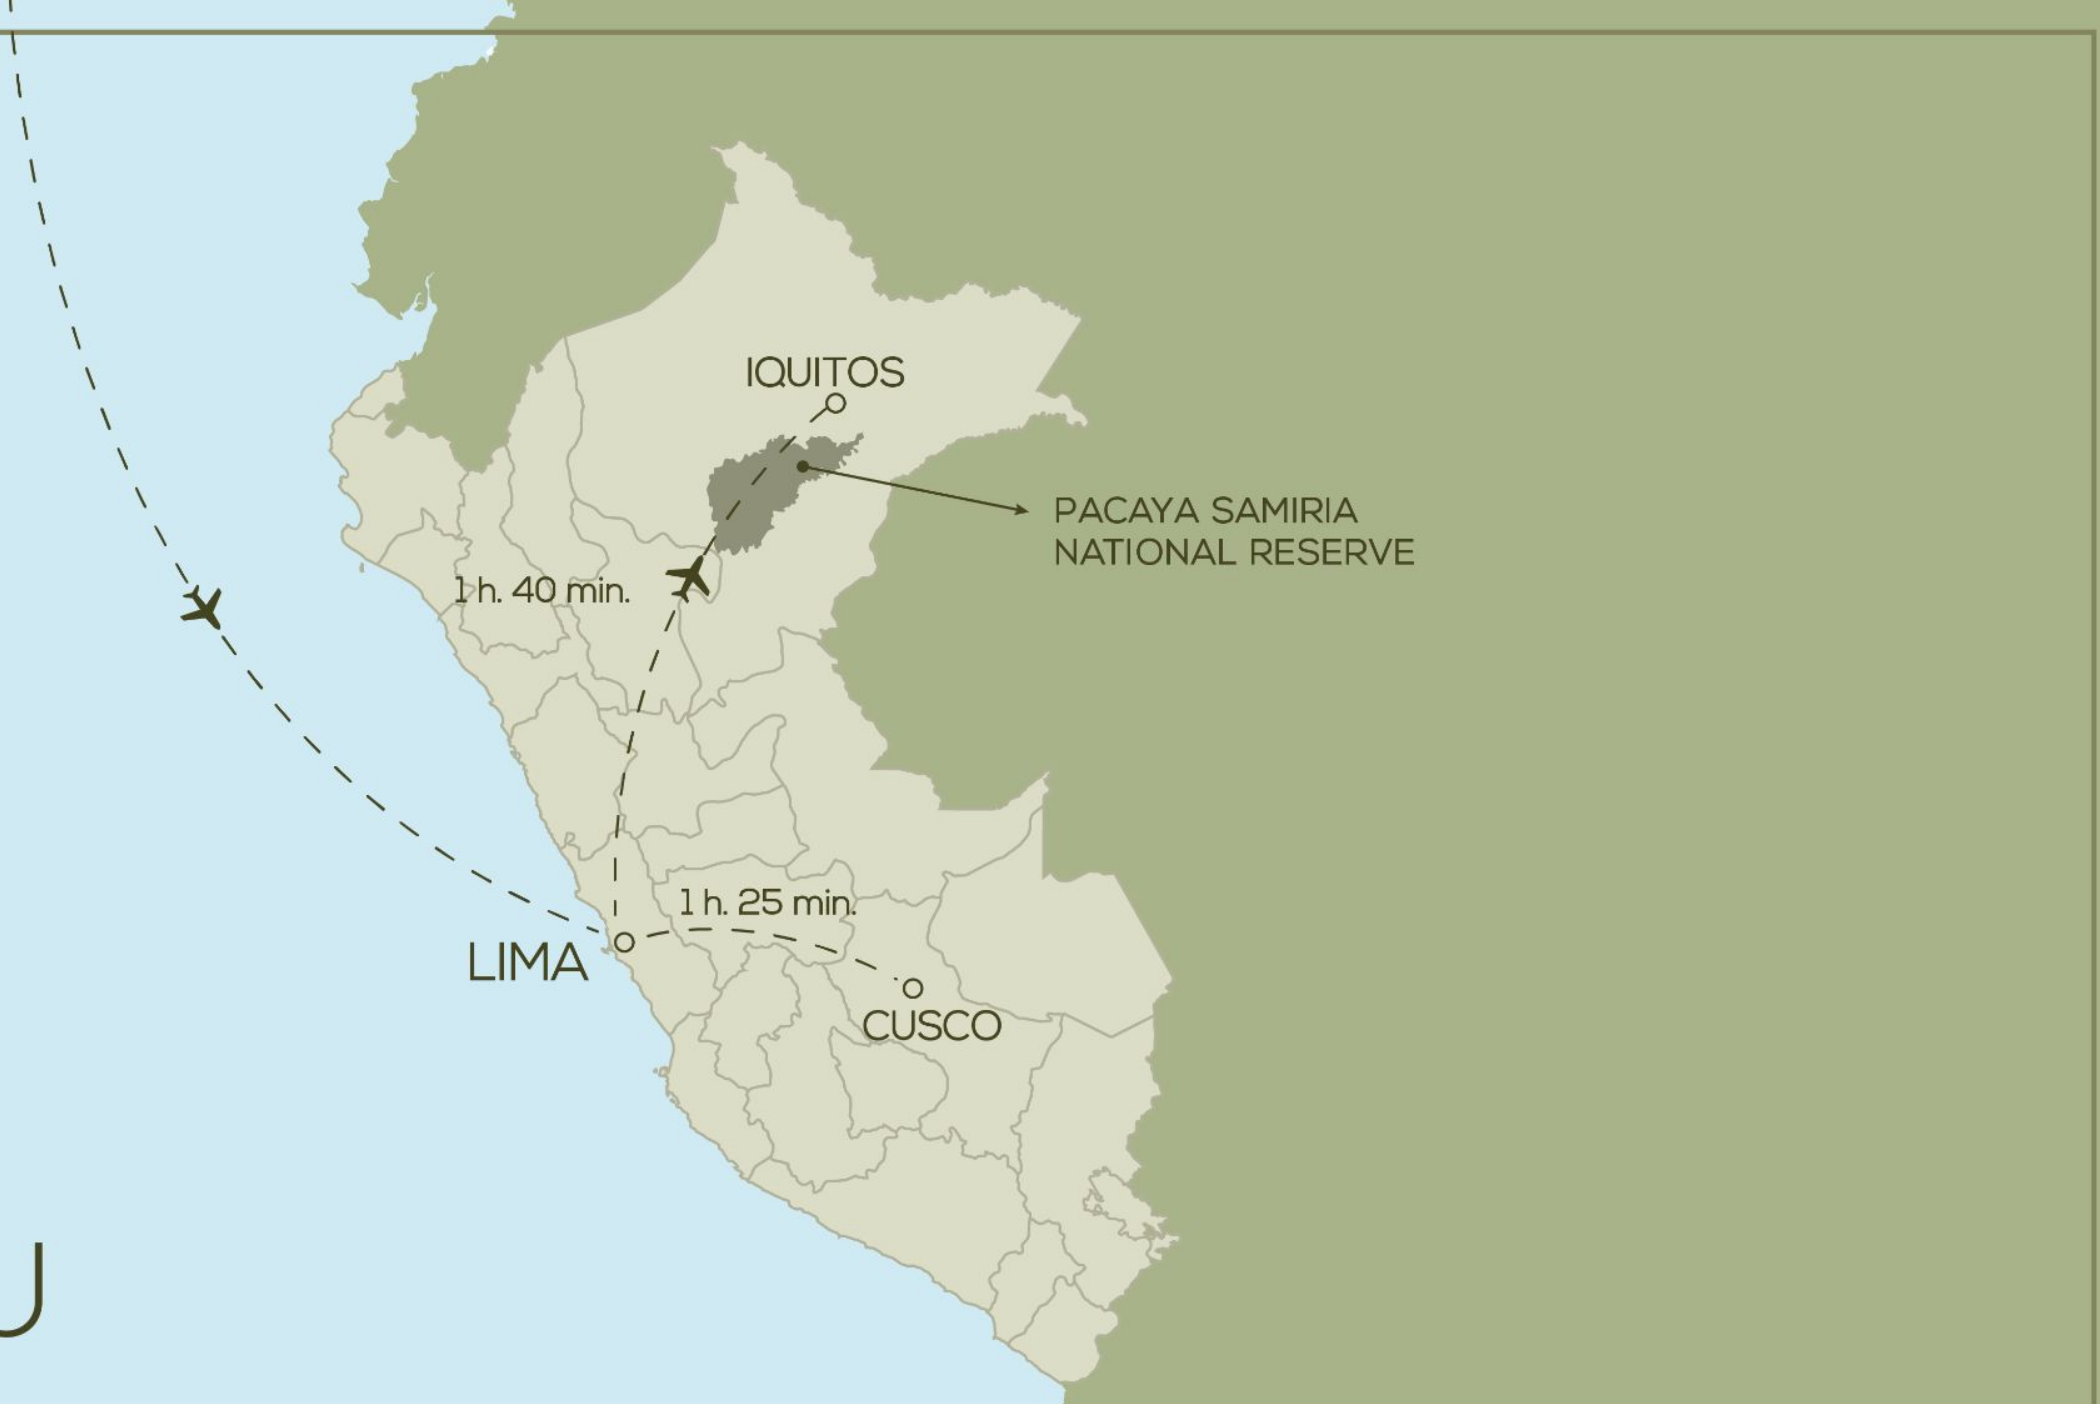 IQUITOS
PACAYA SAMIRIA
NATIONAL RESERVE
1 h. 40 min.
1 h. 25 min.
LIMA
CUSCO
U